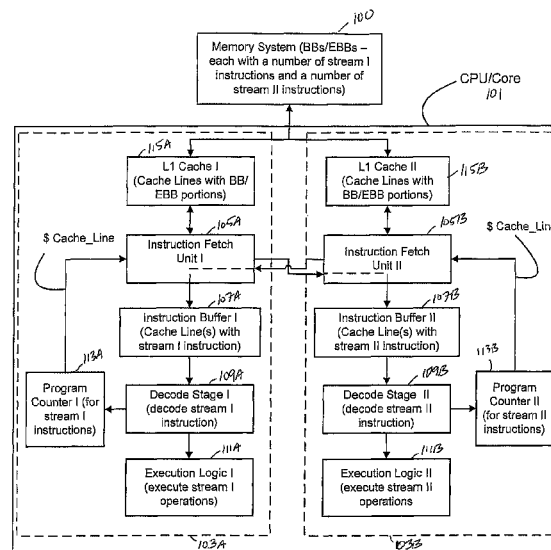 100
Memory System (BBs/EBBs –
each with a number of stream I
instructions and a number of
stream II instructions)
CPU/Core
101
115A
L1 Cache I
(Cache Lines with BB/
EBB portions)
L1 Cache II
(Cache Lines with
BB/EBB portions)
115B
$ Cache_Line
105A
Instruction Fetch
Unit I
105B
Instruction Fetch
Unit II
$ Cache_Line
107A
Instruction Buffer I
(Cache Line(s) with
stream I instruction)
107B
Instruction Buffer II
(Cache Line(s) with
stream II instruction)
113A
Program
Counter I (for
stream I
instructions)
109A
Decode Stage I
(decode stream I
instruction)
109B
Decode Stage II
(decode stream II
instruction)
113B
Program
Counter II
(for stream II
instructions)
111A
Execution Logic I
(execute stream I
operations)
111B
Execution Logic II
(execute stream II
operations
103A
103B